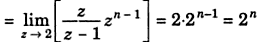 = lim_{z → 2} [ z / (z − 1) z^{n − 1} ] = 2·2^{n−1} = 2^n